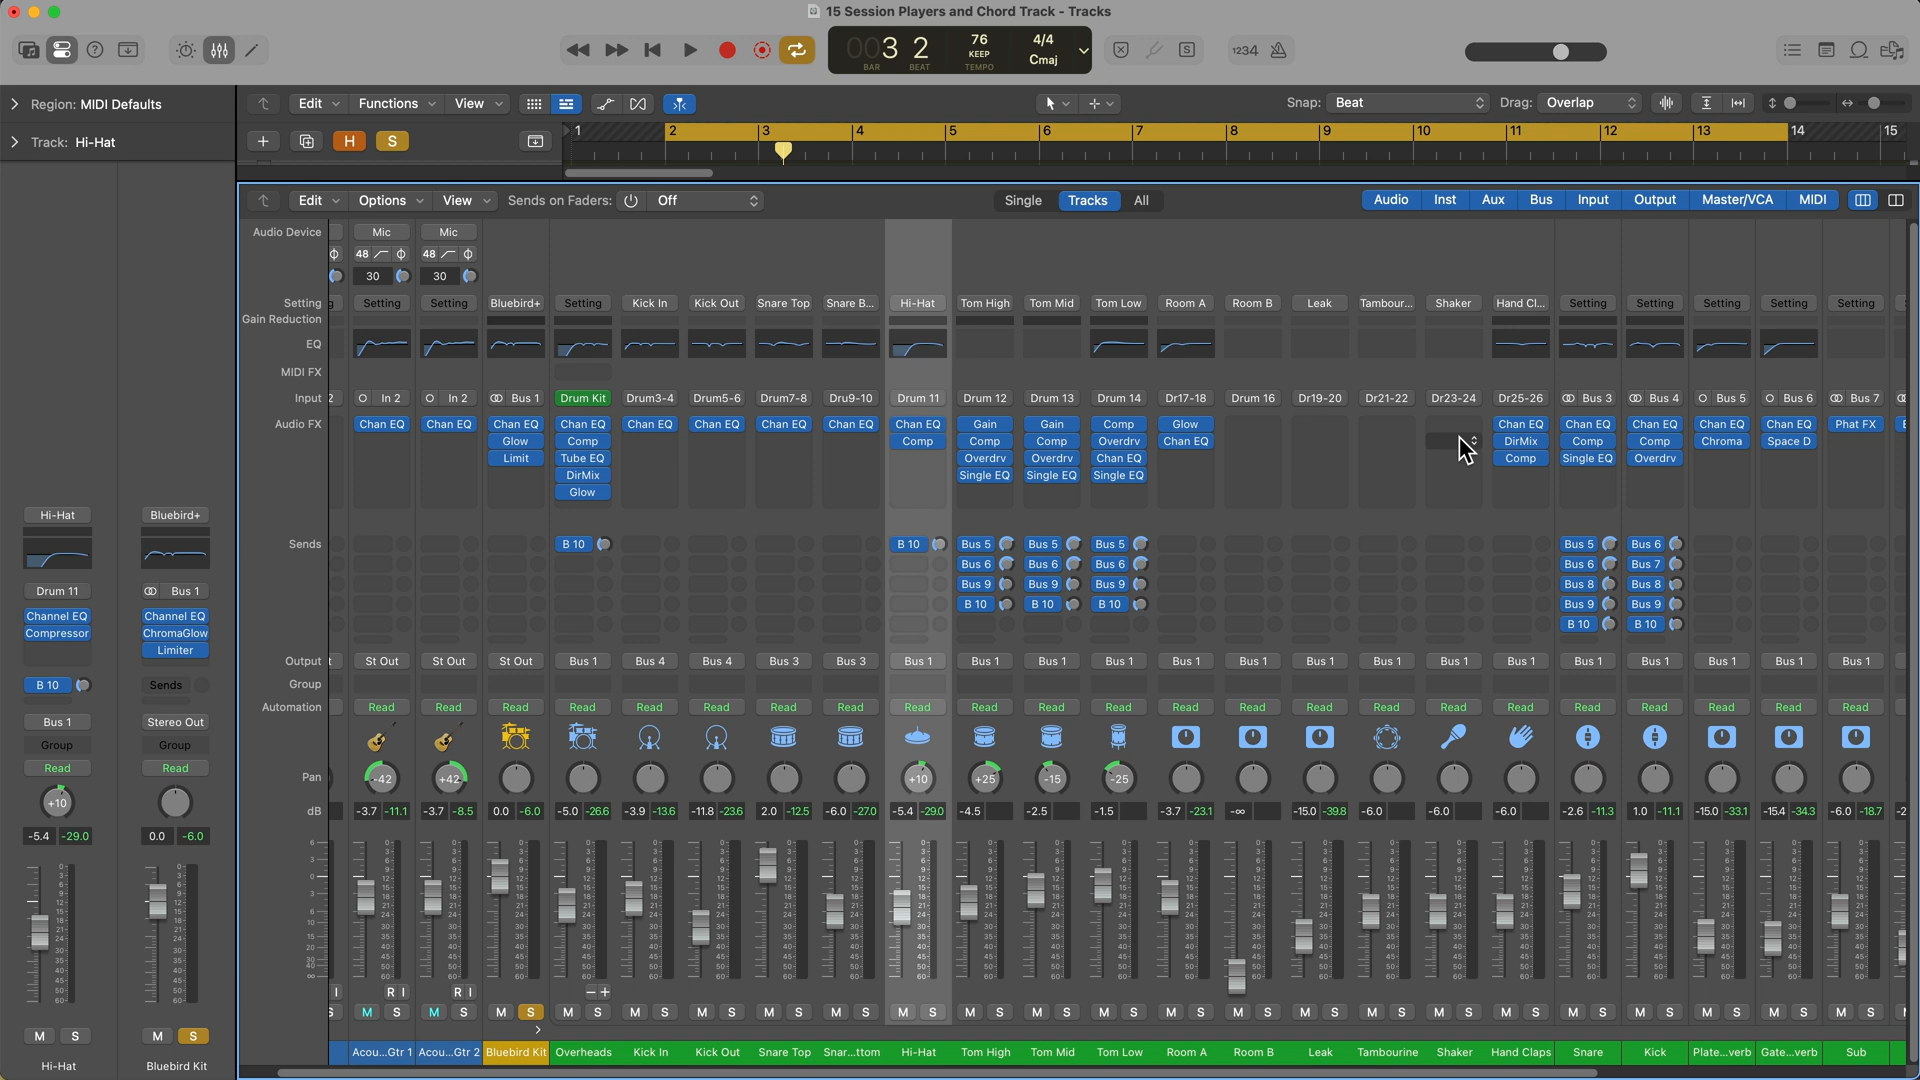 15 Session Players and Chord Track - Tracks
003 2
BAR BEAT
76
KEEP
TEMPO
4/4
Cmaj
1234
Region: MIDI Defaults
Edit Functions View
Snap: Beat
Drag: Overlap
Track: Hi-Hat
H S
1 2 3 4 5 6 7 8 9 10 11 12 13 14 15
Edit Options View Sends on Faders: Off
Single Tracks All
Audio Inst Aux Bus Input Output Master/VCA MIDI
Audio Device Mic Mic
48 48
30 30
Setting Setting Setting Bluebird+ Setting Kick In Kick Out Snare Top Snare B... Hi-Hat Tom High Tom Mid Tom Low Room A Room B Leak Tambour... Shaker Hand Cl... Setting Setting Setting Setting Setting
Gain Reduction
EQ
MIDI FX
Input 2 In 2 In 2 Bus 1 Drum Kit Drum3-4 Drum5-6 Drum7-8 Dru9-10 Drum 11 Drum 12 Drum 13 Drum 14 Dr17-18 Drum 16 Dr19-20 Dr21-22 Dr23-24 Dr25-26 Bus 3 Bus 4 Bus 5 Bus 6 Bus 7
Audio FX Chan EQ Chan EQ Chan EQ Chan EQ Chan EQ Chan EQ Chan EQ Chan EQ Chan EQ Gain Gain Comp Glow Chan EQ Chan EQ Chan EQ Chan EQ Chan EQ Phat FX
Glow Comp Comp Comp Comp Overdrv Chan EQ DirMix Comp Comp Chroma Space D
Limit Tube EQ Overdrv Overdrv Chan EQ Comp Single EQ Overdrv
DirMix Single EQ Single EQ Single EQ
Glow
Sends B 10 B 10 Bus 5 Bus 5 Bus 5 Bus 5 Bus 6
Bus 6 Bus 6 Bus 6 Bus 6 Bus 7
Bus 9 Bus 9 Bus 9 Bus 8 Bus 8
B 10 B 10 B 10 Bus 9 Bus 9
B 10 B 10
Output St Out St Out St Out Bus 1 Bus 4 Bus 4 Bus 3 Bus 3 Bus 1 Bus 1 Bus 1 Bus 1 Bus 1 Bus 1 Bus 1 Bus 1 Bus 1 Bus 1 Bus 1 Bus 1 Bus 1 Bus 1 Bus 1
Group
Automation Read Read Read Read Read Read Read Read Read Read Read Read Read Read Read Read Read Read Read Read Read Read Read
Pan -42 +42 +10 +25 -15 -25
dB -3.7 -11.1 -3.7 -8.5 0.0 -6.0 -5.0 -26.6 -3.9 -13.6 -11.8 -23.6 2.0 -12.5 -6.0 -27.0 -5.4 -29.0 -4.5 -2.5 -1.5 -3.7 -23.1 -∞ -15.0 -39.8 -6.0 -6.0 -6.0 -2.6 -11.3 1.0 -11.1 -15.0 -33.1 -15.4 -34.3 -6.0 -18.7
R I R I
M S M S M S M S M S M S M S M S M S M S M S M S M S M S M S M S M S M S M S M S M S M S M S
Acou...Gtr 1 Acou...Gtr 2 Bluebird Kit Overheads Kick In Kick Out Snare Top Snar...ttom Hi-Hat Tom High Tom Mid Tom Low Room A Room B Leak Tambourine Shaker Hand Claps Snare Kick Plate...verb Gate...verb Sub
Hi-Hat Bluebird+
Drum 11 Bus 1
Channel EQ Channel EQ
Compressor ChromaGlow
Limiter
B 10 Sends
Bus 1 Stereo Out
Group Group
Read Read
+10
-5.4 -29.0 0.0 -6.0
M S M S
Hi-Hat Bluebird Kit